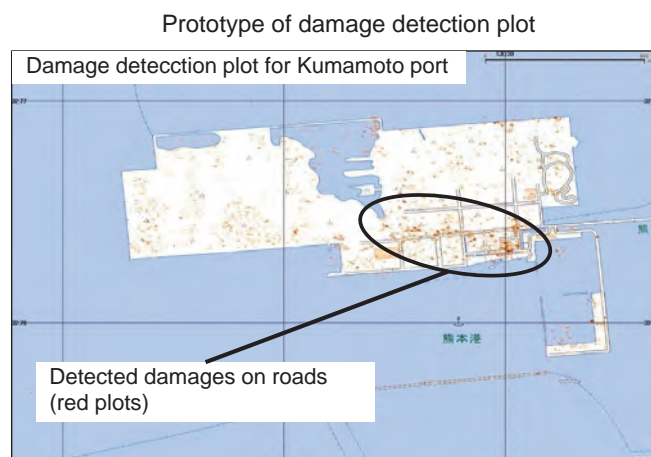 Prototype of damage detection plot
Damage detecction plot for Kumamoto port
熊
熊本港
Detected damages on roads
(red plots)